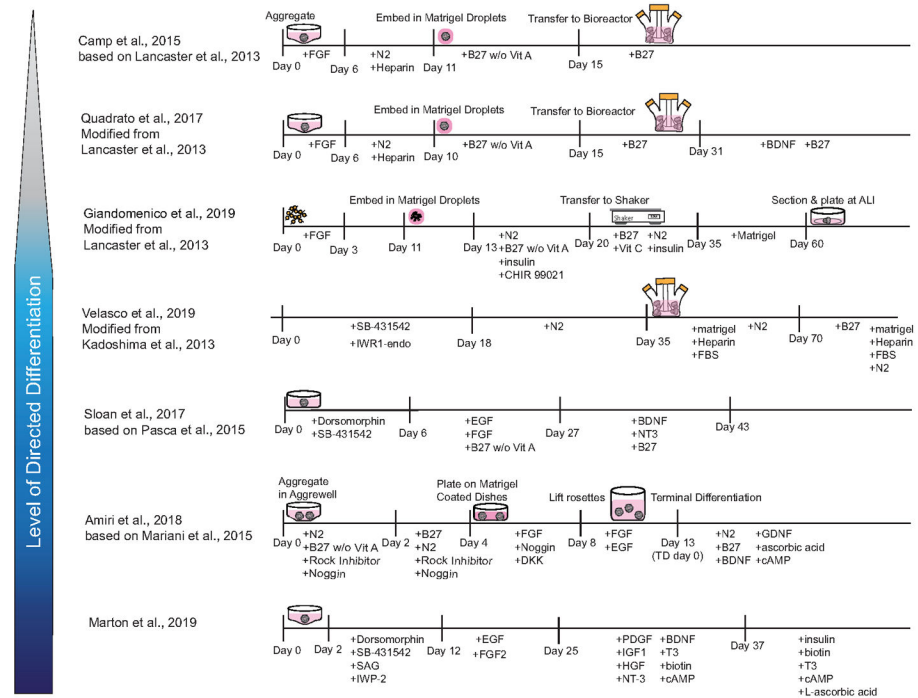 Level of Directed Differentiation
Camp et al., 2015
based on Lancaster et al., 2013
Aggregate
Embed in Matrigel Droplets
Transfer to Bioreactor
Day 0
+FGF
Day 6
+N2
+Heparin
Day 11
+B27 w/o Vit A
Day 15
+B27
Quadrato et al., 2017
Modified from
Lancaster et al., 2013
Embed in Matrigel Droplets
Transfer to Bioreactor
Day 0
+FGF
Day 6
+N2
+Heparin
Day 10
+B27 w/o Vit A
Day 15
+B27
Day 31
+BDNF +B27
Giandomenico et al., 2019
Modified from
Lancaster et al., 2013
Embed in Matrigel Droplets
Transfer to Shaker
Shaker
Section & plate at ALI
Day 0
+FGF
Day 3
Day 11
Day 13
+N2
+B27 w/o Vit A
+insulin
+CHIR 99021
Day 20
+B27 +N2
+Vit C +insulin
Day 35
+Matrigel
Day 60
Velasco et al., 2019
Modified from
Kadoshima et al., 2013
Day 0
+SB-431542
+IWR1-endo
Day 18
+N2
Day 35
+matrigel
+Heparin
+FBS
+N2
Day 70
+B27
+matrigel
+Heparin
+FBS
+N2
Sloan et al., 2017
based on Pasca et al., 2015
Day 0
+Dorsomorphin
+SB-431542
Day 6
+EGF
+FGF
+B27 w/o Vit A
Day 27
+BDNF
+NT3
+B27
Day 43
Amiri et al., 2018
based on Mariani et al., 2015
Aggregate
in Aggrewell
Plate on Matrigel
Coated Dishes
Lift rosettes
Terminal Differentiation
Day 0
+N2
+B27 w/o Vit A
+Rock Inhibitor
+Noggin
Day 2
+B27
+N2
+Rock Inhibitor
+Noggin
Day 4
+FGF
+Noggin
+DKK
Day 8
+FGF
+EGF
Day 13
(TD day 0)
+N2
+B27
+BDNF
+GDNF
+ascorbic acid
+cAMP
Marton et al., 2019
Day 0
Day 2
+Dorsomorphin
+SB-431542
+SAG
+IWP-2
Day 12
+EGF
+FGF2
Day 25
+PDGF
+IGF1
+HGF
+NT-3
+BDNF
+T3
+biotin
+cAMP
Day 37
+insulin
+biotin
+T3
+cAMP
+L-ascorbic acid